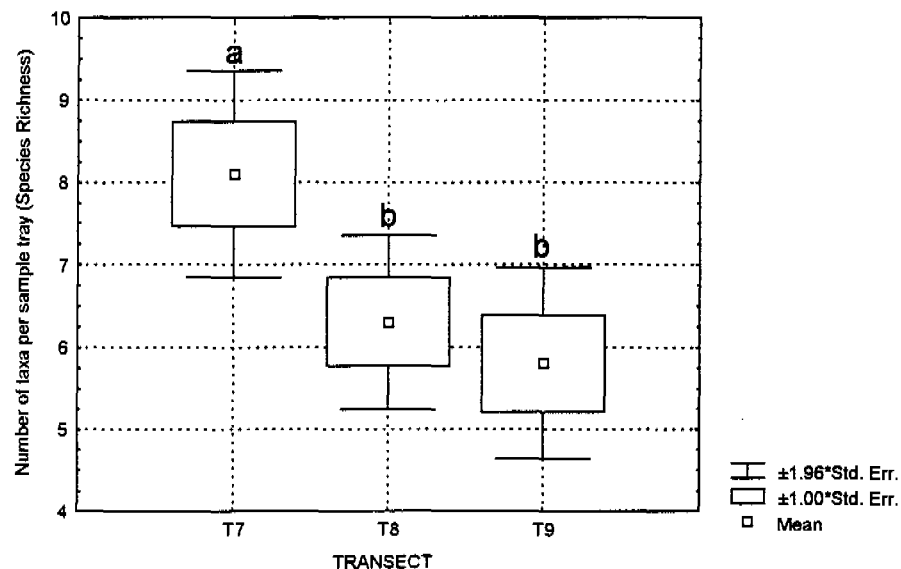 Number of taxa per sample tray (Species Richness)
10
9
8
7
6
5
4
a
b
b
T7
T8
T9
TRANSECT
±1.96*Std. Err.
±1.00*Std. Err.
Mean